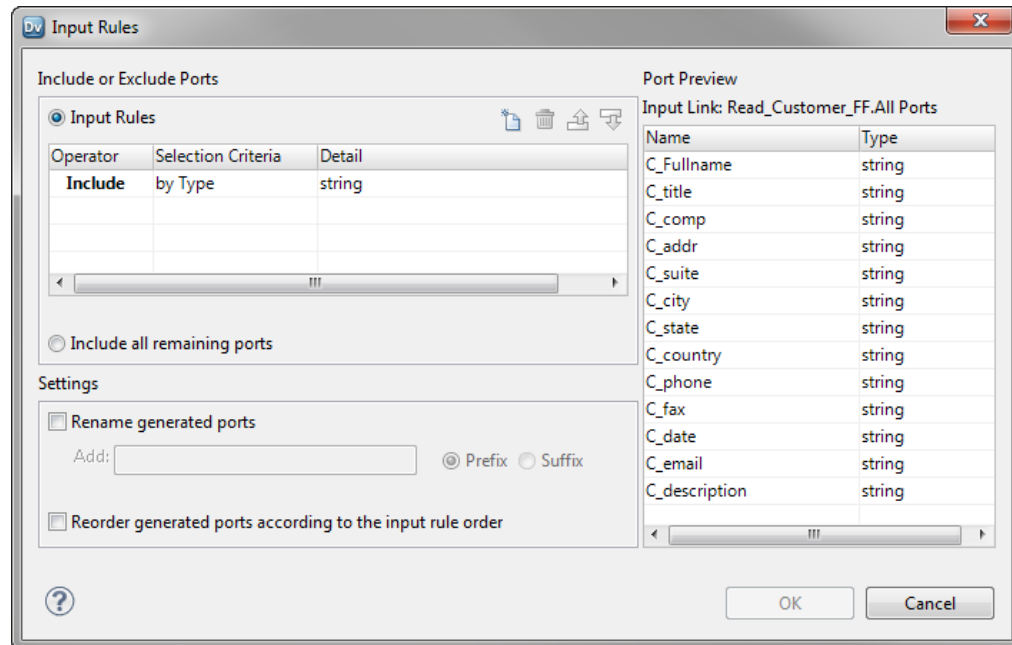 Dv Input Rules
Include or Exclude Ports
Input Rules
Operator Selection Criteria Detail
Include by Type string
Include all remaining ports
Settings
Rename generated ports
Add: Prefix Suffix
Reorder generated ports according to the input rule order
Port Preview
Input Link: Read_Customer_FF.All Ports
Name Type
C_Fullname string
C_title string
C_comp string
C_addr string
C_suite string
C_city string
C_state string
C_country string
C_phone string
C_fax string
C_date string
C_email string
C_description string
? OK Cancel